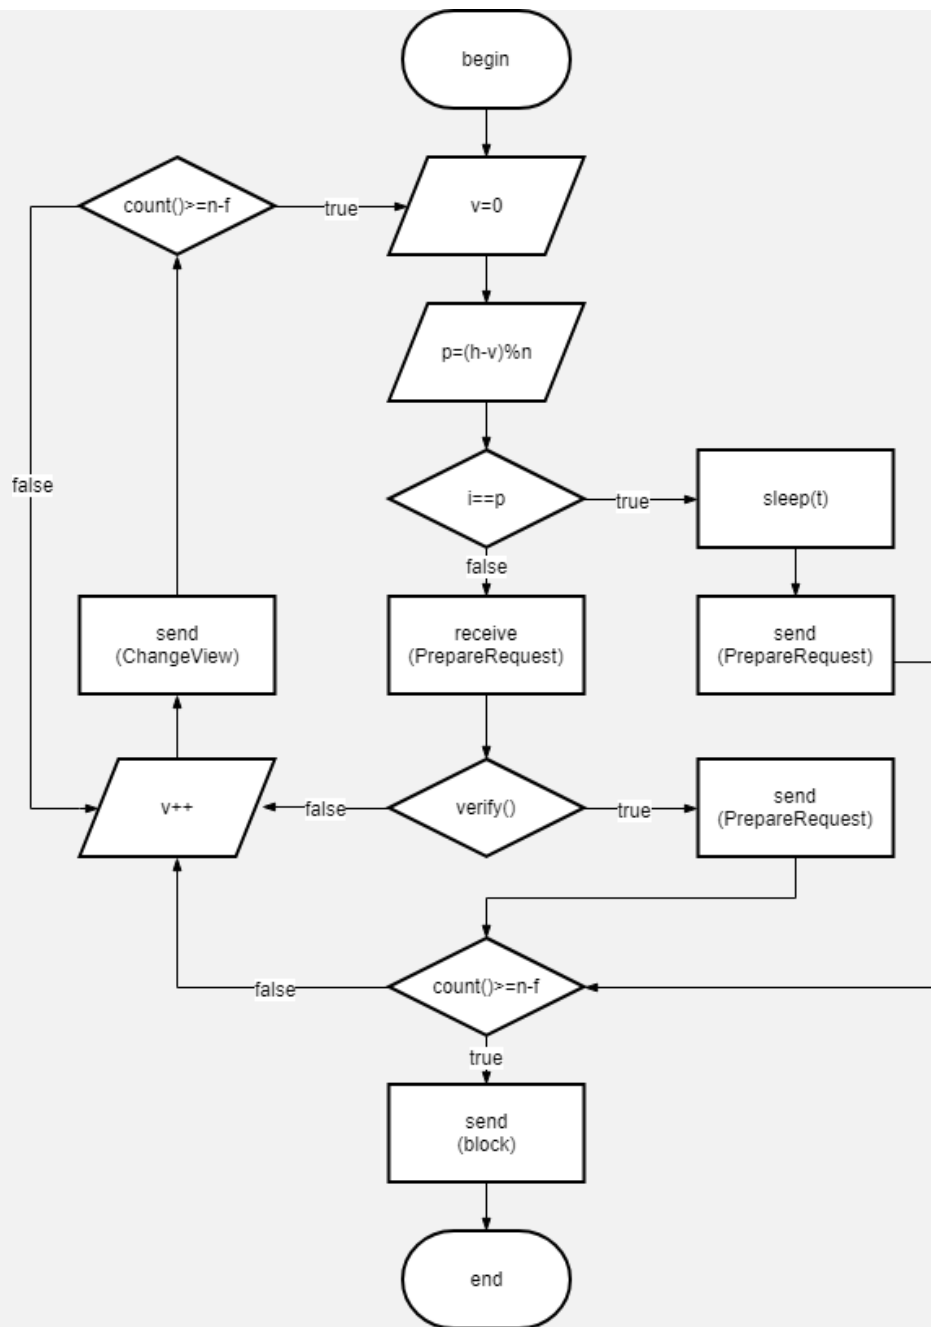 begin
count()>=n-f
true
v=0
p=(h-v)%n
false
i==p
true
sleep(t)
false
send
(ChangeView)
receive
(PrepareRequest)
send
(PrepareRequest)
v++
false
verify()
true
send
(PrepareRequest)
false
count()>=n-f
true
send
(block)
end